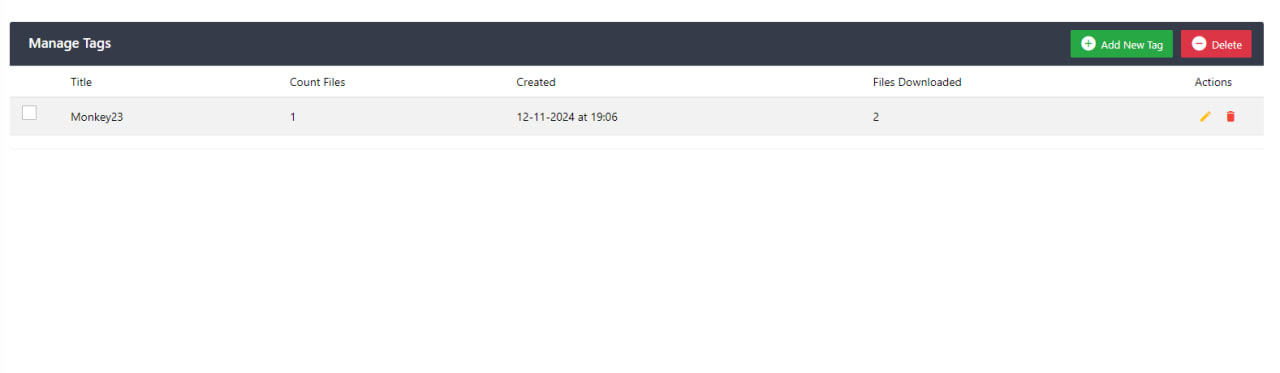 Manage Tags Add New Tag Delete
Title Count Files Created Files Downloaded Actions
Monkey23 1 12-11-2024 at 19:06 2